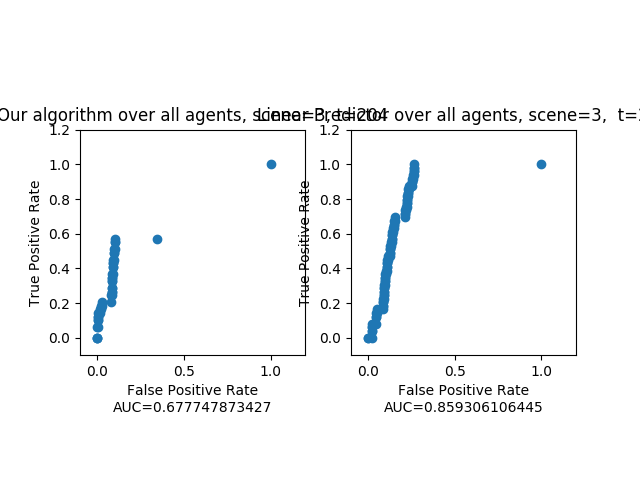 Our algorithm over all agents, scene=3, t=204
Linear Predictor over all agents, scene=3, t=
1.2
1.0
0.8
0.6
0.4
0.2
0.0
True Positive Rate
0.0 0.5 1.0
False Positive Rate
AUC=0.677747873427
1.2
1.0
0.8
0.6
0.4
0.2
0.0
True Positive Rate
0.0 0.5 1.0
False Positive Rate
AUC=0.859306106445